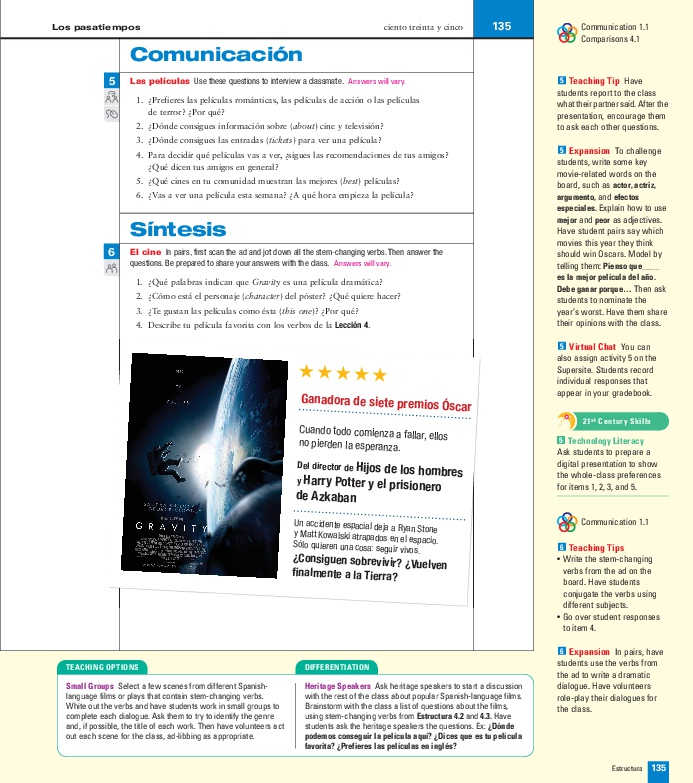 Los pasatiempos
ciento treinta y cinco
135
Comunicación
5
Las películas Use these questions to interview a classmate. Answers will vary.
1. ¿Prefieres las películas románticas, las películas de acción o las películas
de terror? ¿Por qué?
2. ¿Dónde consigues información sobre (about) cine y televisión?
3. ¿Dónde consigues las entradas (tickets) para ver una película?
4. Para decidir qué películas vas a ver, ¿sigues las recomendaciones de tus amigos?
¿Qué dicen tus amigos en general?
5. ¿Qué cines en tu comunidad muestran las mejores (best) películas?
6. ¿Vas a ver una película esta semana? ¿A qué hora empieza la película?
Síntesis
6
El cine In pairs, first scan the ad and jot down all the stem-changing verbs. Then answer the
questions. Be prepared to share your answers with the class. Answers will vary.
1. ¿Qué palabras indican que Gravity es una película dramática?
2. ¿Cómo está el personaje (character) del póster? ¿Qué quiere hacer?
3. ¿Te gustan las películas como ésta (this one)? ¿Por qué?
4. Describe tu película favorita con los verbos de la Lección 4.
GRAVITY
Ganadora de siete premios Óscar
Cuando todo comienza a fallar, ellos
no pierden la esperanza.
Del director de Hijos de los hombres
y Harry Potter y el prisionero
de Azkaban
Un accidente espacial deja a Ryan Stone
y Matt Kowalski atrapados en el espacio.
Sólo quieren una cosa: seguir vivos.
¿Consiguen sobrevivir? ¿Vuelven
finalmente a la Tierra?
TEACHING OPTIONS
Small Groups Select a few scenes from different Spanish-
language films or plays that contain stem-changing verbs.
White out the verbs and have students work in small groups to
complete each dialogue. Ask them to try to identify the genre
and, if possible, the title of each work. Then have volunteers act
out each scene for the class, ad-libbing as appropriate.
DIFFERENTIATION
Heritage Speakers Ask heritage speakers to start a discussion
with the rest of the class about popular Spanish-language films.
Brainstorm with the class a list of questions about the films,
using stem-changing verbs from Estructura 4.2 and 4.3. Have
students ask the heritage speakers the questions. Ex: ¿Dónde
podemos conseguir la película aquí? ¿Dices que es tu película
favorita? ¿Prefieres las películas en inglés?
Communication 1.1
Comparisons 4.1
5 Teaching Tip Have
students report to the class
what their partner said. After the
presentation, encourage them
to ask each other questions.
5 Expansion To challenge
students, write some key
movie-related words on the
board, such as actor, actriz,
argumento, and efectos
especiales. Explain how to use
mejor and peor as adjectives.
Have student pairs say which
movies this year they think
should win Oscars. Model by
telling them: Pienso que____
es la mejor película del año.
Debe ganar porque... Then ask
students to nominate the
year's worst. Have them share
their opinions with the class.
5 Virtual Chat You can
also assign activity 5 on the
Supersite. Students record
individual responses that
appear in your gradebook.
21st Century Skills
5 Technology Literacy
Ask students to prepare a
digital presentation to show
the whole-class preferences
for items 1, 2, 3, and 5.
Communication 1.1
6 Teaching Tips
• Write the stem-changing
verbs from the ad on the
board. Have students
conjugate the verbs using
different subjects.
• Go over student responses
to item 4.
6 Expansion In pairs, have
students use the verbs from
the ad to write a dramatic
dialogue. Have volunteers
role-play their dialogues for
the class.
Estructura 135